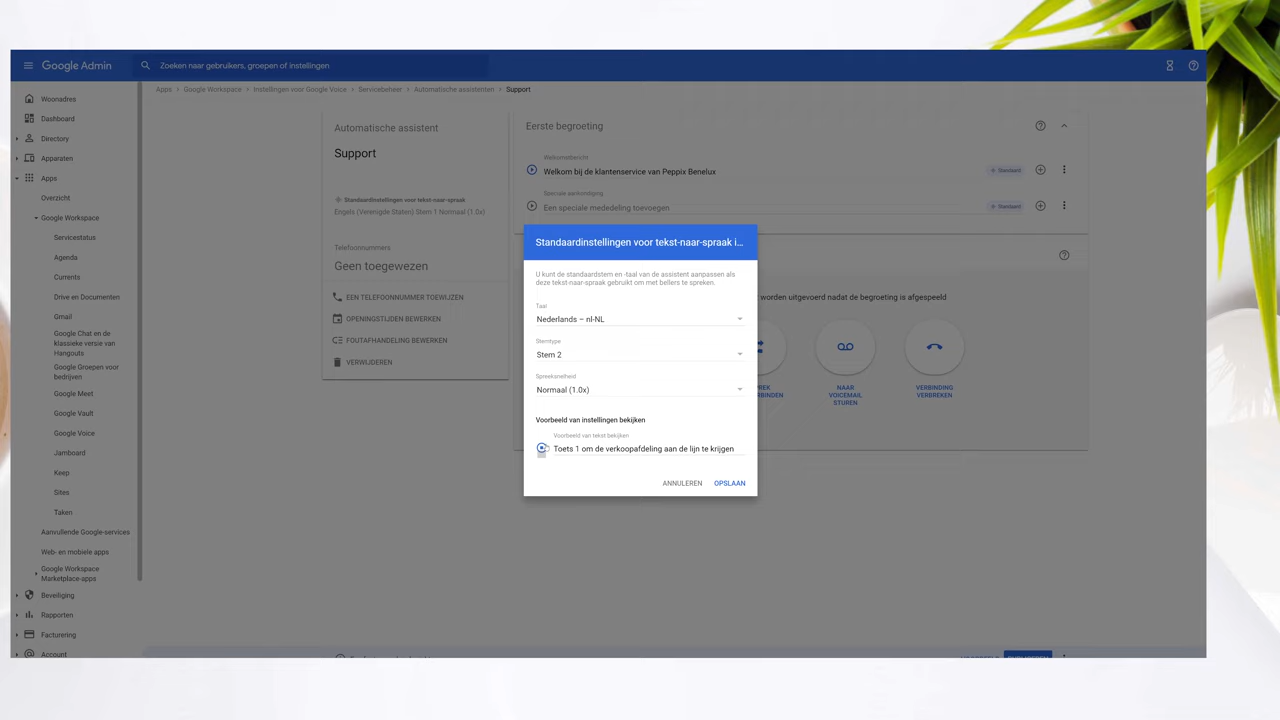 Google Admin
Zoeken naar gebruikers, groepen of instellingen
Apps > Google Workspace > Instellingen voor Google Voice > Servicebeheer > Automatische assistenten > Support
Woonadres
Dashboard
Directory
Apparaten
Apps
Overzicht
Google Workspace
Servicestatus
Agenda
Currents
Drive en Documenten
Gmail
Google Chat en de
klassieke versie van
Hangouts
Google Groepen voor
bedrijven
Google Meet
Google Vault
Google Voice
Jamboard
Keep
Sites
Taken
Aanvullende Google-services
Web- en mobiele apps
Google Workspace
Marketplace-apps
Beveiliging
Rapporten
Facturering
Account
Automatische assistent
Support
Standaardinstellingen voor tekst-naar-spraak
Engels (Verenigde Staten) Stem 1 Normaal (1.0x)
Telefoonnummers
Geen toegewezen
EEN TELEFOONNUMMER TOEWIJZEN
OPENINGSTIJDEN BEWERKEN
FOUTAFHANDELING BEWERKEN
VERWIJDEREN
Eerste begroeting
Welkomstbericht
Welkom bij de klantenservice van Peppix Benelux
Standaard
Speciale aankondiging
Een speciale mededeling toevoegen
Standaard
worden uitgevoerd nadat de begroeting is afgespeeld
NAAR
VOICEMAIL
STUREN
VERBINDING
VERBREKEN
Standaardinstellingen voor tekst-naar-spraak i...
U kunt de standaardstem en -taal van de assistent aanpassen als
deze tekst-naar-spraak gebruikt om met bellers te spreken.
Taal
Nederlands – nl-NL
Stemtype
Stem 2
Spreeksnelheid
Normaal (1.0x)
Voorbeeld van instellingen bekijken
Voorbeeld van tekst bekijken
Toets 1 om de verkoopafdeling aan de lijn te krijgen
ANNULEREN
OPSLAAN